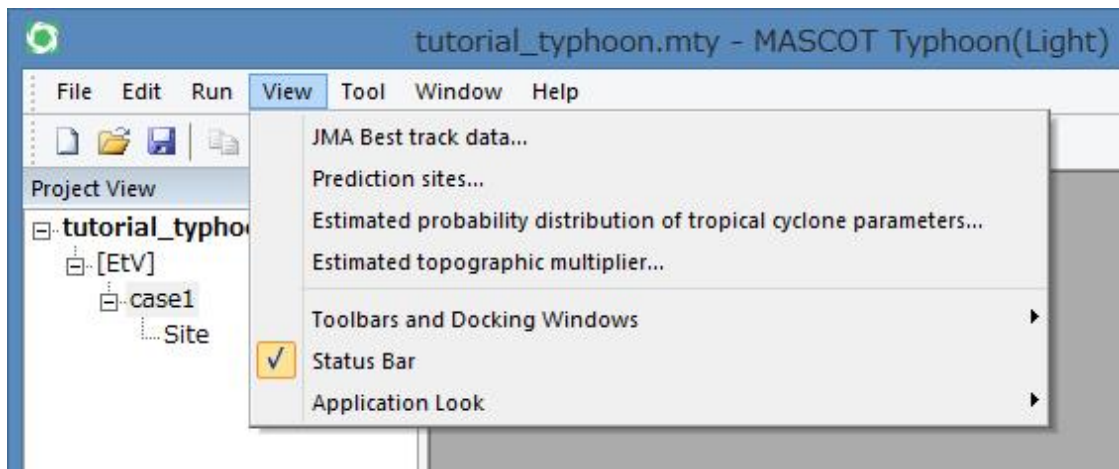 tutorial_typhoon.mty - MASCOT Typhoon(Light)
File Edit Run View Tool Window Help
JMA Best track data...
Prediction sites...
Estimated probability distribution of tropical cyclone parameters...
Estimated topographic multiplier...
Toolbars and Docking Windows
Status Bar
Application Look
Project View
tutorial_typho
[EtV]
case1
Site